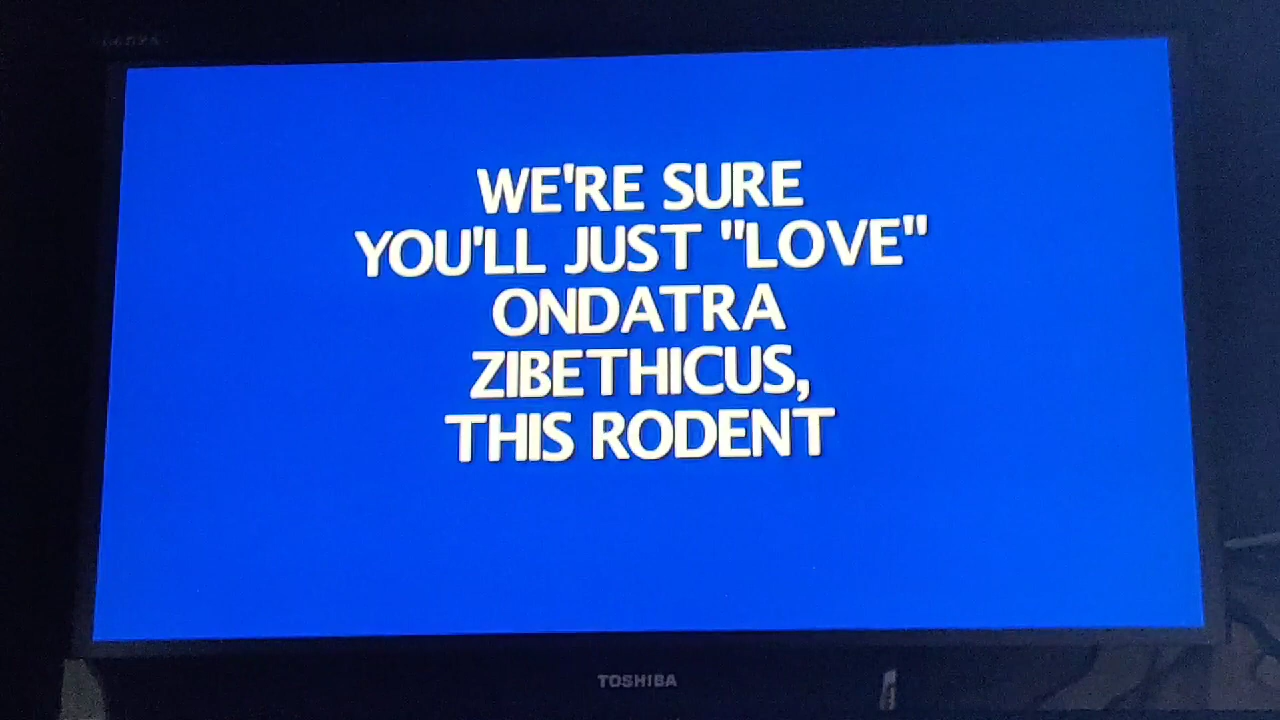 WE'RE SURE
YOU'LL JUST "LOVE"
ONDATRA
ZIBETHICUS,
THIS RODENT
TOSHIBA